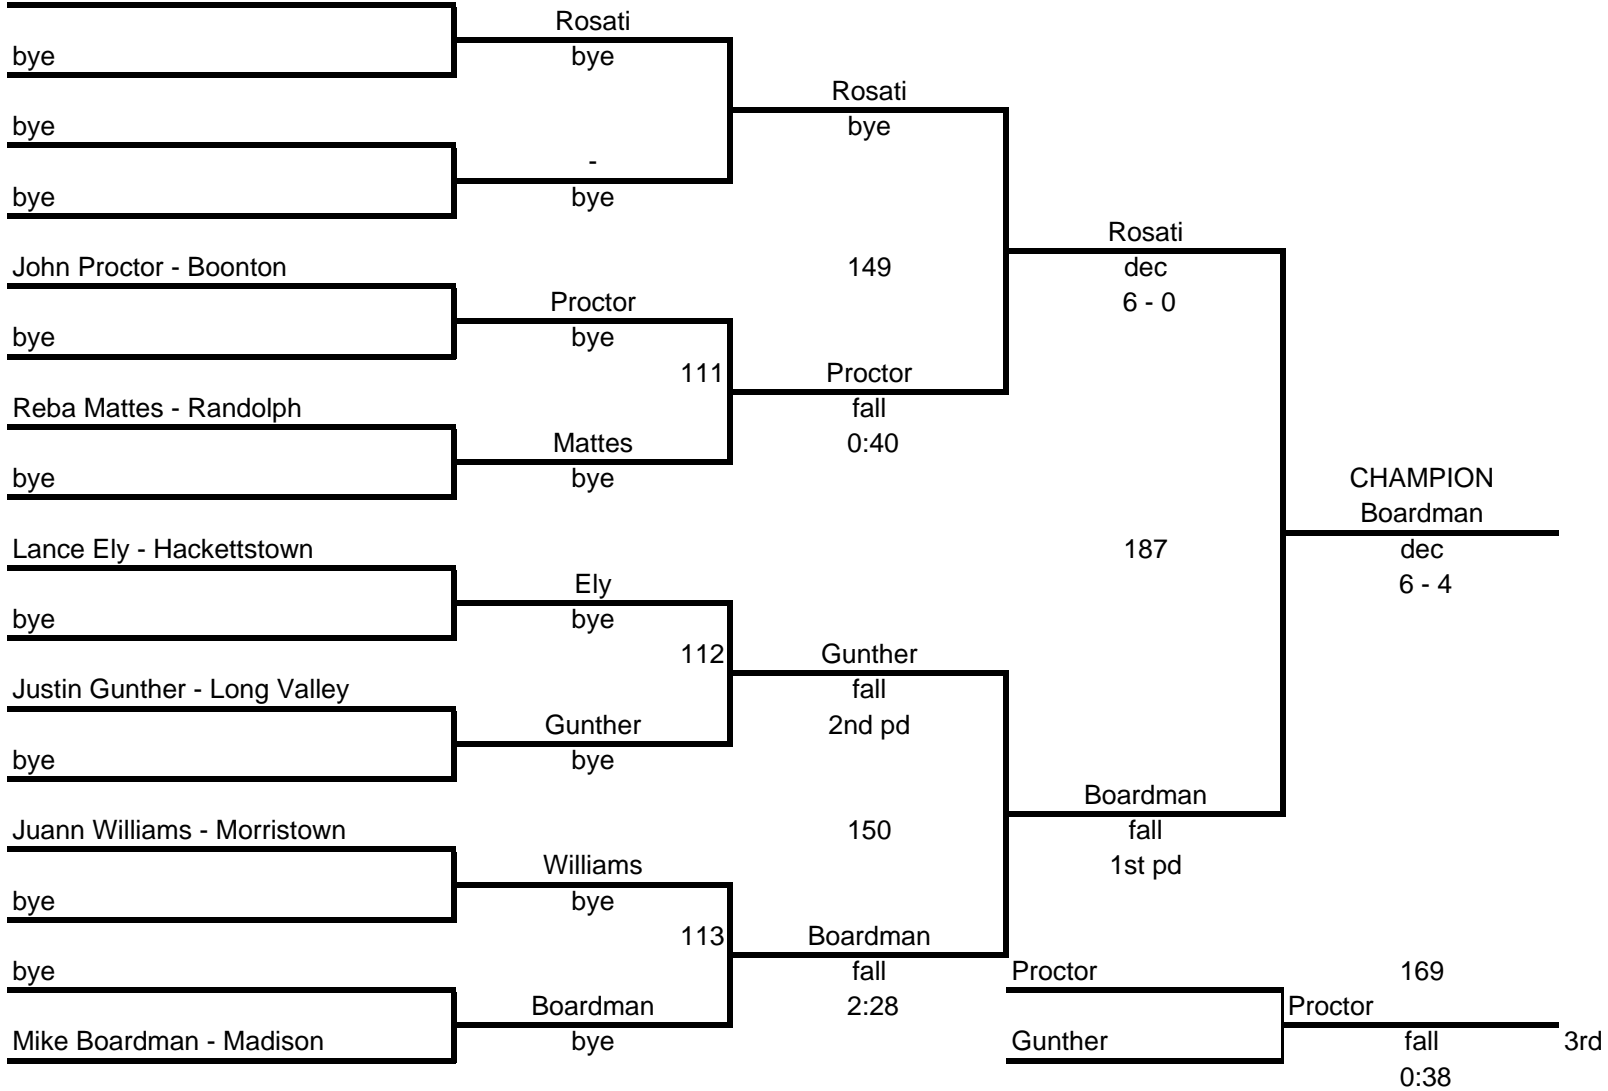 Rosati
bye
bye
Rosati
bye
bye
-
bye
bye
Rosati
John Proctor - Boonton
149
dec
Proctor
6 - 0
bye
bye
111
Proctor
Reba Mattes - Randolph
fall
Mattes
0:40
bye
bye
CHAMPION
Boardman
Lance Ely - Hackettstown
187
dec
Ely
6 - 4
bye
bye
112
Gunther
Justin Gunther - Long Valley
fall
Gunther
2nd pd
bye
bye
Boardman
Juann Williams - Morristown
150
fall
Williams
1st pd
bye
bye
113
Boardman
bye
fall
Proctor
169
Boardman
2:28
Proctor
Mike Boardman - Madison
bye
Gunther
fall
3rd
0:38